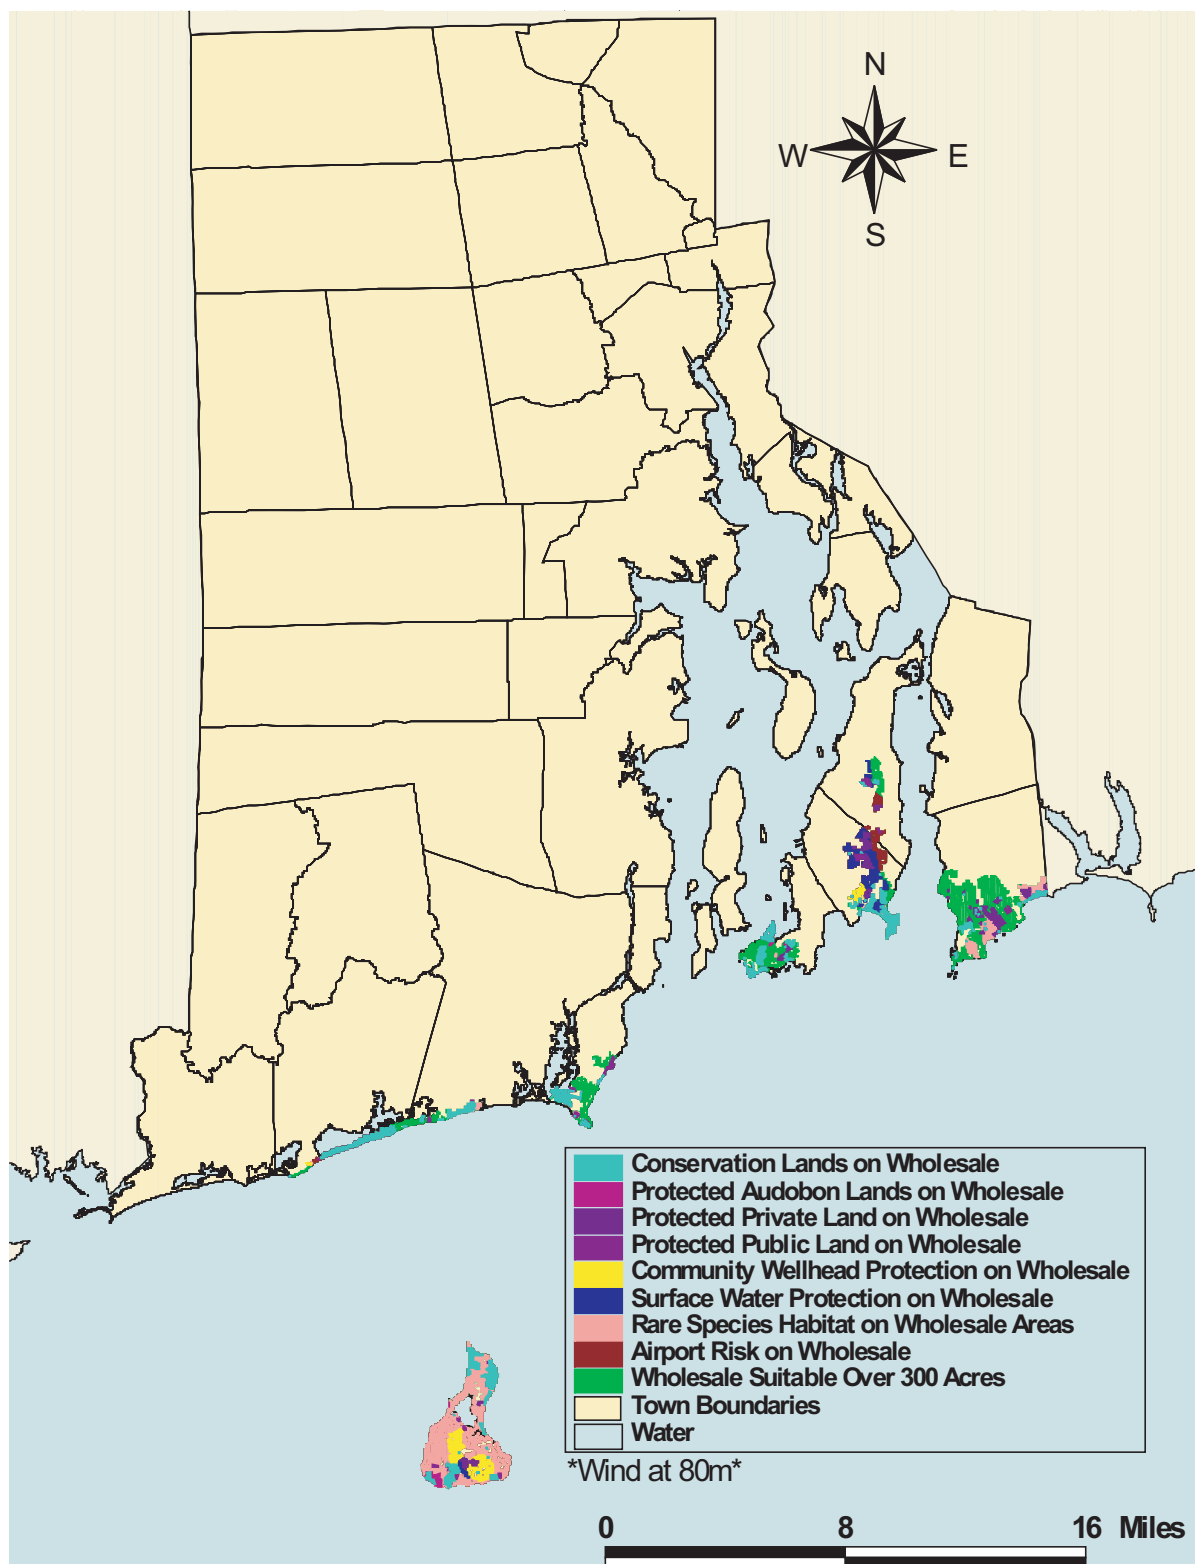 N
W
E
S
Conservation Lands on Wholesale
Protected Audobon Lands on Wholesale
Protected Private Land on Wholesale
Protected Public Land on Wholesale
Community Wellhead Protection on Wholesale
Surface Water Protection on Wholesale
Rare Species Habitat on Wholesale Areas
Airport Risk on Wholesale
Wholesale Suitable Over 300 Acres
Town Boundaries
Water
*Wind at 80m*
0 8 16 Miles